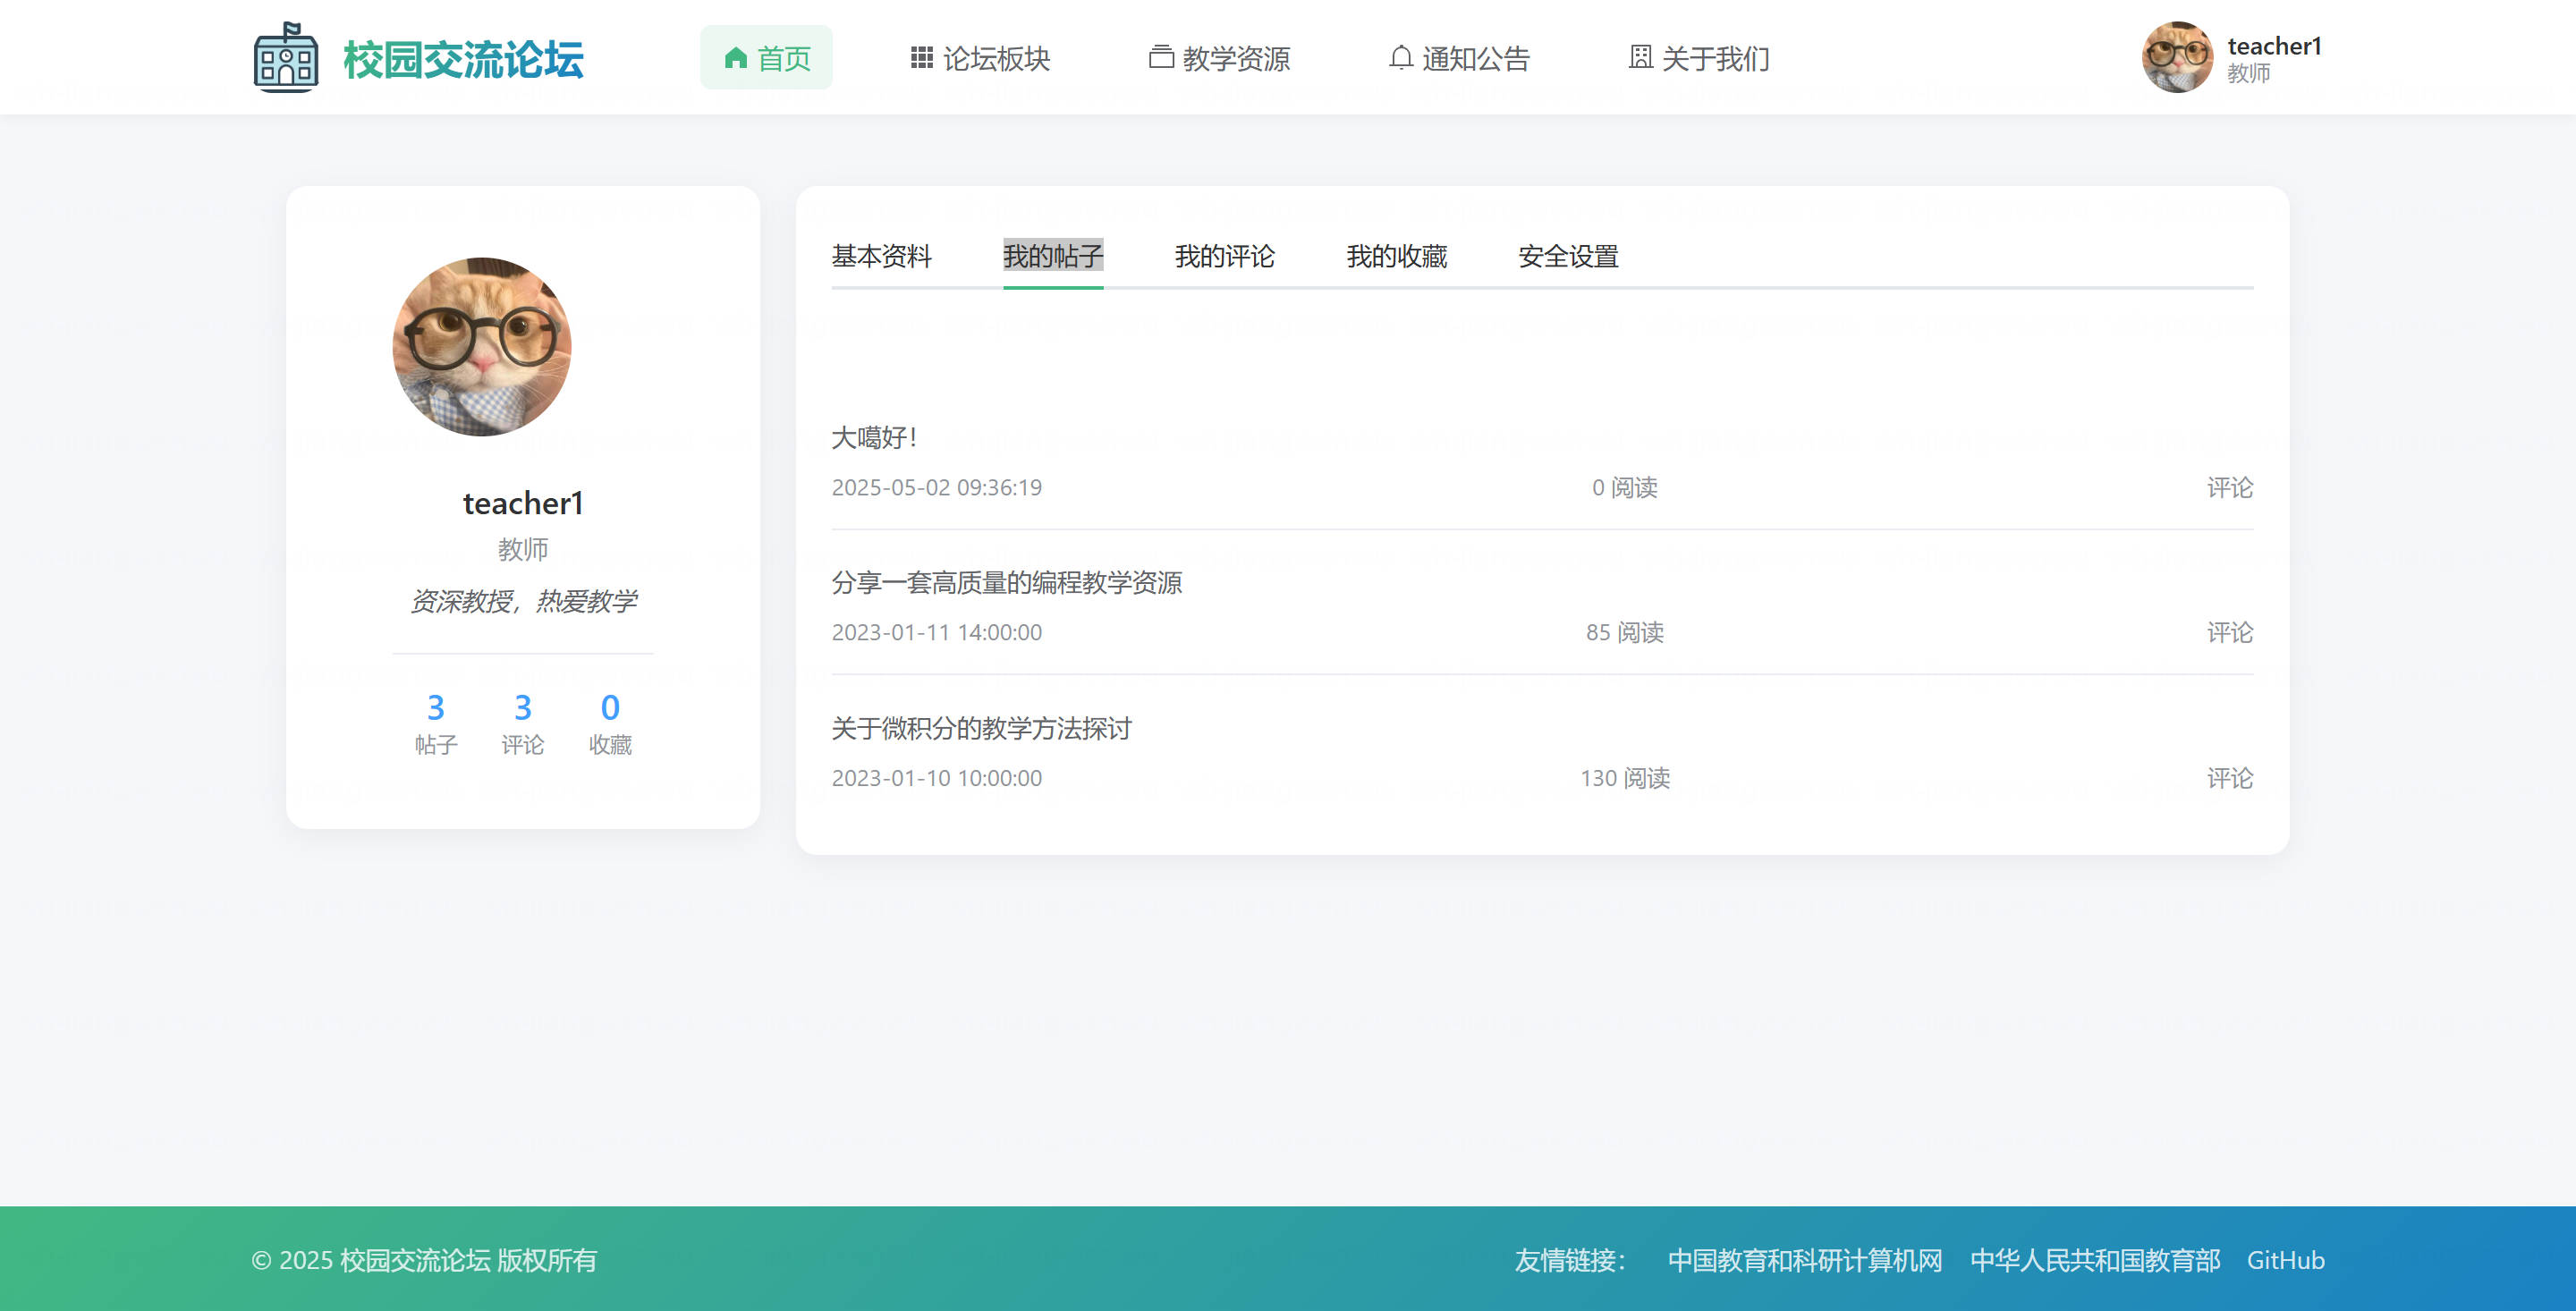 校园交流论坛
首页
论坛板块
教学资源
通知公告
关于我们
teacher1
教师
teacher1
教师
资深教授，热爱教学
3 3 0
帖子 评论 收藏
基本资料 我的帖子 我的评论 我的收藏 安全设置
大噶好！
2025-05-02 09:36:19 0 阅读 评论
分享一套高质量的编程教学资源
2023-01-11 14:00:00 85 阅读 评论
关于微积分的教学方法探讨
2023-01-10 10:00:00 130 阅读 评论
© 2025 校园交流论坛 版权所有
友情链接： 中国教育和科研计算机网 中华人民共和国教育部 GitHub